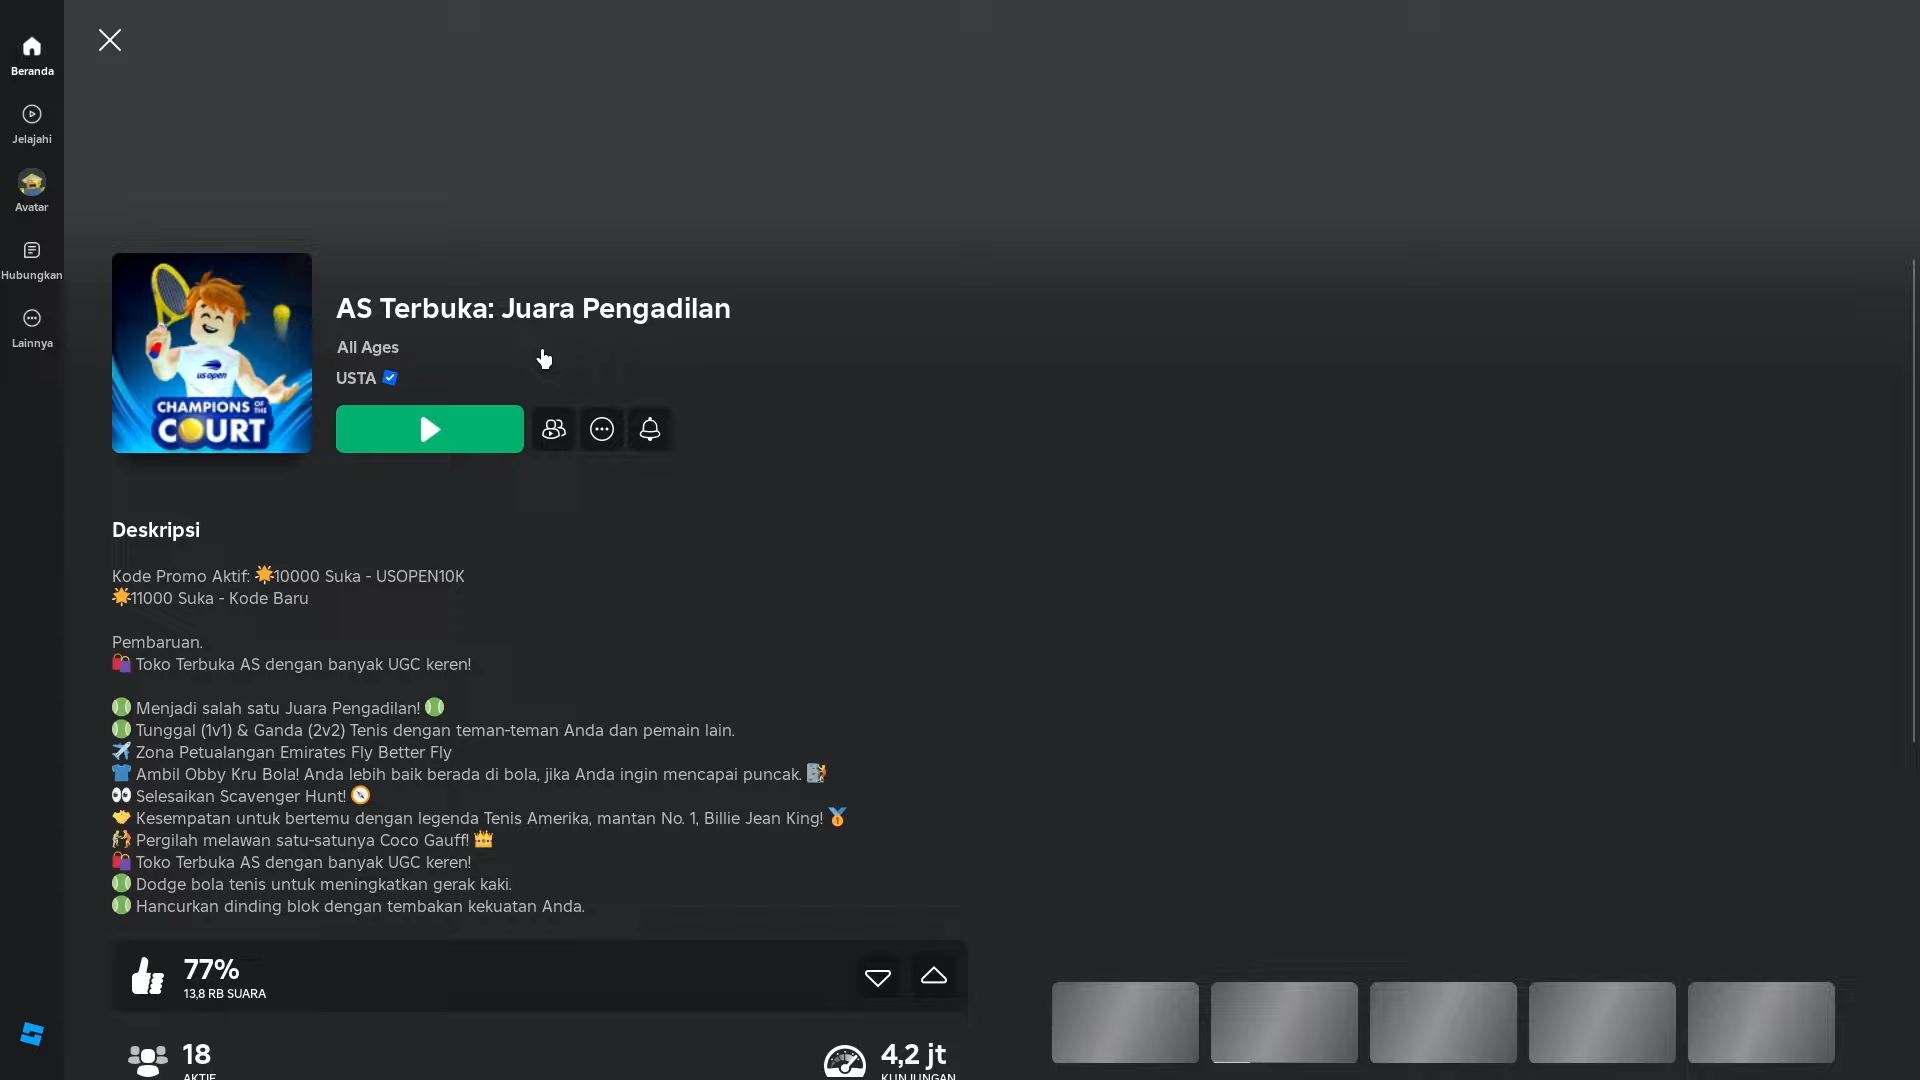 Beranda
Jelajahi
Avatar
Hubungkan
Lainnya
us open
CHAMPIONS OF THE
COURT
AS Terbuka: Juara Pengadilan
All Ages
USTA
Deskripsi
Kode Promo Aktif: 🌟10000 Suka - USOPEN10K
🌟11000 Suka - Kode Baru
Pembaruan.
🛍️ Toko Terbuka AS dengan banyak UGC keren!
🎾 Menjadi salah satu Juara Pengadilan! 🎾
🎾 Tunggal (1v1) & Ganda (2v2) Tenis dengan teman-teman Anda dan pemain lain.
✈️ Zona Petualangan Emirates Fly Better Fly
👕 Ambil Obby Kru Bola! Anda lebih baik berada di bola, jika Anda ingin mencapai puncak. 🧗
👀 Selesaikan Scavenger Hunt! 🧭
🤝 Kesempatan untuk bertemu dengan legenda Tenis Amerika, mantan No. 1, Billie Jean King! 🥇
🤼 Pergilah melawan satu-satunya Coco Gauff! 👑
🛍️ Toko Terbuka AS dengan banyak UGC keren!
🎾 Dodge bola tenis untuk meningkatkan gerak kaki.
🎾 Hancurkan dinding blok dengan tembakan kekuatan Anda.
77%
13,8 RB SUARA
18
AKTIF
4,2 jt
KUNJUNGAN